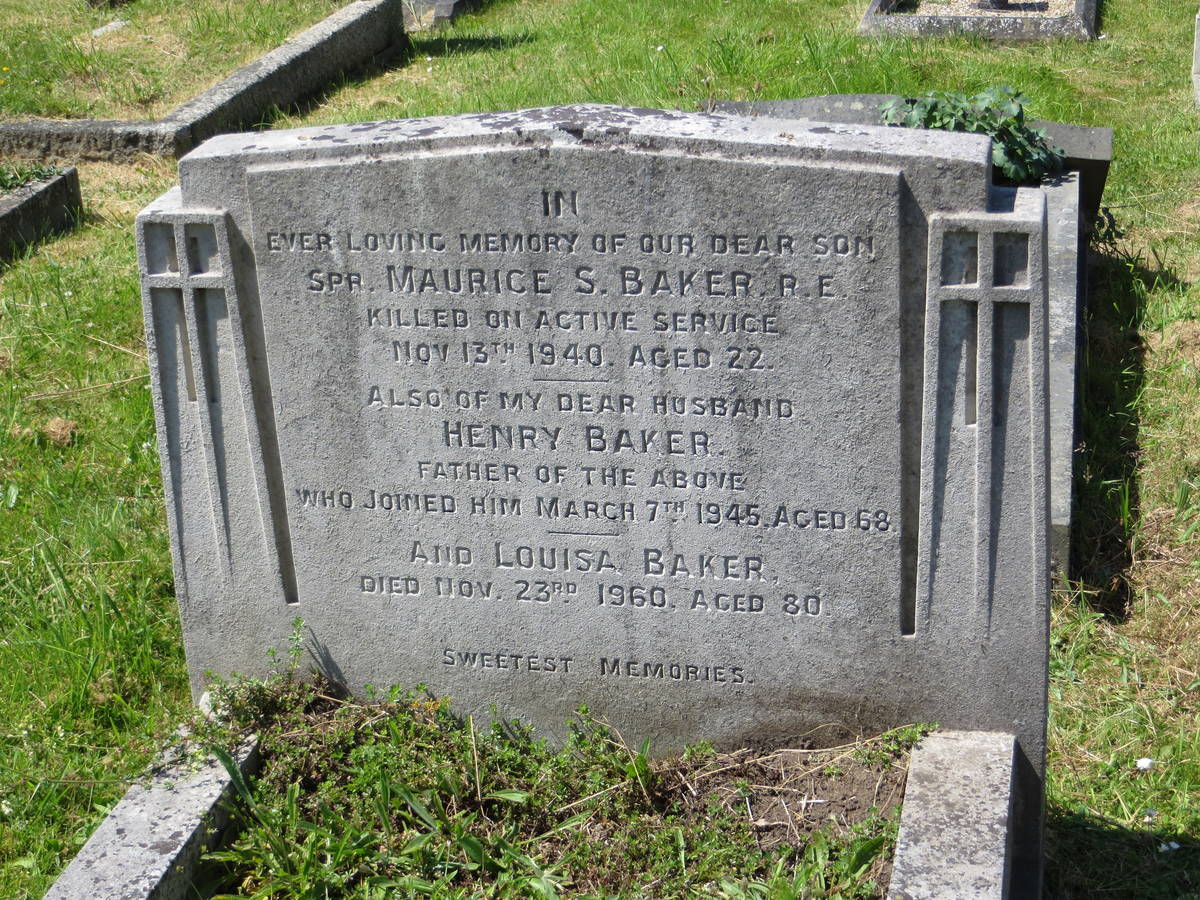 IN
EVER LOVING MEMORY OF OUR DEAR SON
SPR. MAURICE S. BAKER. R.E.
KILLED ON ACTIVE SERVICE
NOV 13TH 1940. AGED 22.
ALSO OF MY DEAR HUSBAND
HENRY BAKER.
FATHER OF THE ABOVE
WHO JOINED HIM MARCH 7TH 1945. AGED 68.
AND LOUISA BAKER,
DIED NOV. 23RD 1960. AGED 80.
SWEETEST MEMORIES.